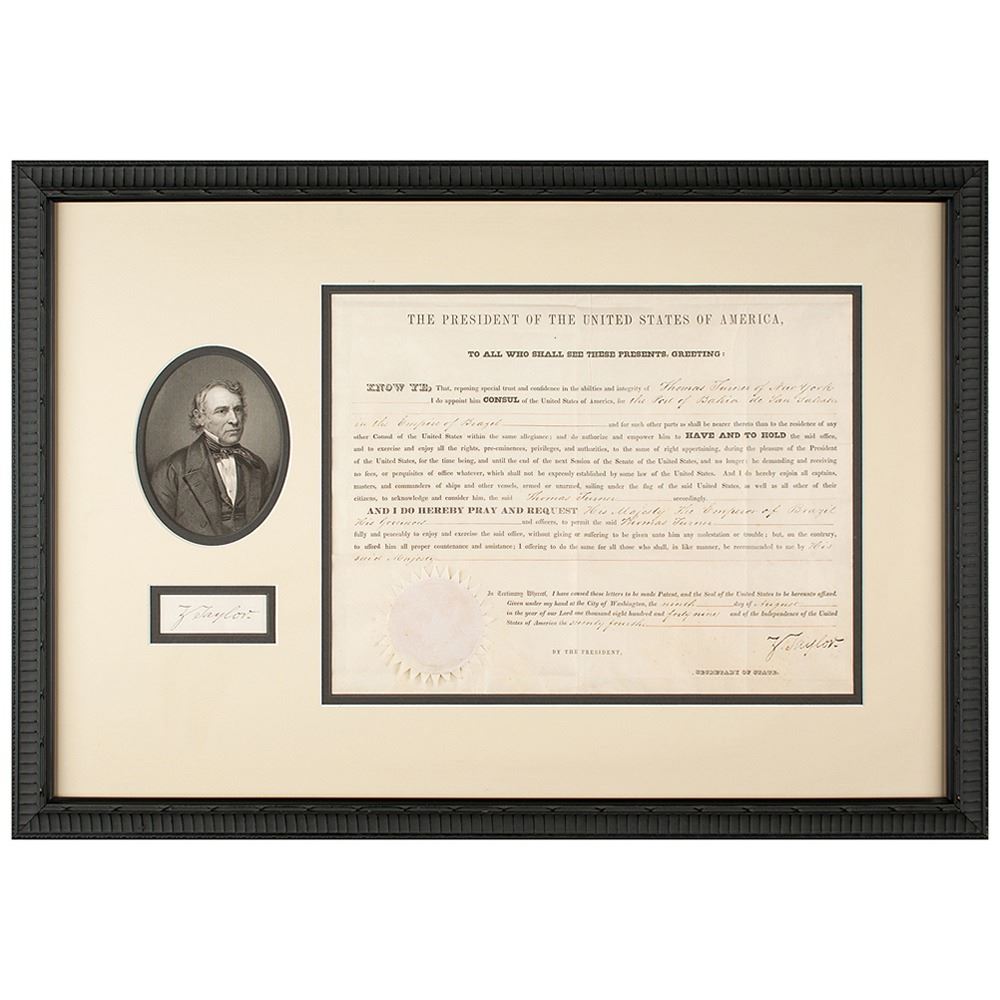 THE PRESIDENT OF THE UNITED STATES OF AMERICA,
TO ALL WHO SHALL SEE THESE PRESENTS, GREETING:
KNOW YE, That, reposing special trust and confidence in the abilities and integrity of Thomas Turner of New York
I do appoint him CONSUL of the United States of America, for the Port of Bahia de San Salvador
in the Empire of Brazil and for such other parts as shall be nearer thereto than to the residence of any
other Consul of the United States within the same allegiance; and do authorize and empower him to HAVE AND TO HOLD the said office,
and to exercise and enjoy all the rights, pre-eminences, privileges, and authorities, to the same of right appertaining, during the pleasure of the President
of the United States, for the time being, and until the end of the next Session of the Senate of the United States, and no longer: he demanding and receiving
no fees, or perquisites of office whatever, which shall not be expressly established by some law of the United States. And I do hereby enjoin all captains,
masters, and commanders of ships and other vessels, armed or unarmed, sailing under the flag of the said United States, as well as all other of their
citizens, to acknowledge and consider him, the said Thomas Turner accordingly.
AND I DO HEREBY PRAY AND REQUEST His Majesty The Emperor of Brazil
His Governors and officers, to permit the said Thomas Turner
fully and peaceably to enjoy and exercise the said office, without giving or suffering to be given unto him any molestation or trouble; but, on the contrary,
to afford him all proper countenance and assistance; I offering to do the same for all those who shall, in like manner, be recommended to me by His
said Majesty
In Testimony Whereof, I have caused these letters to be made Patent, and the Seal of the United States to be hereunto affixed.
Given under my hand at the City of Washington, the ninth day of August
in the year of our Lord one thousand eight hundred and forty nine and of the Independence of the United
States of America the seventy fourth
Z. Taylor
BY THE PRESIDENT,
SECRETARY OF STATE.
Z. Taylor